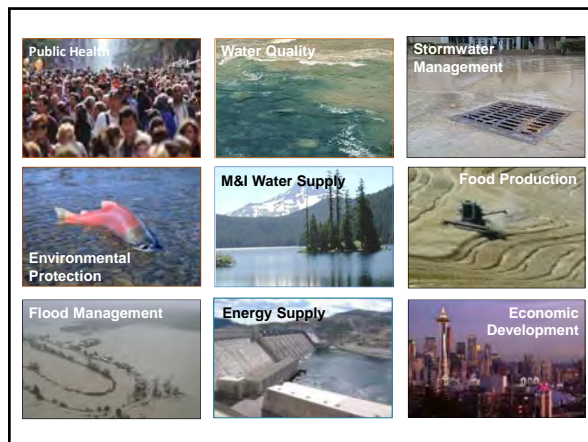 Public Health
Water Quality
Stormwater
Management
Environmental
Protection
M&I Water Supply
Food Production
Flood Management
Energy Supply
Economic
Development